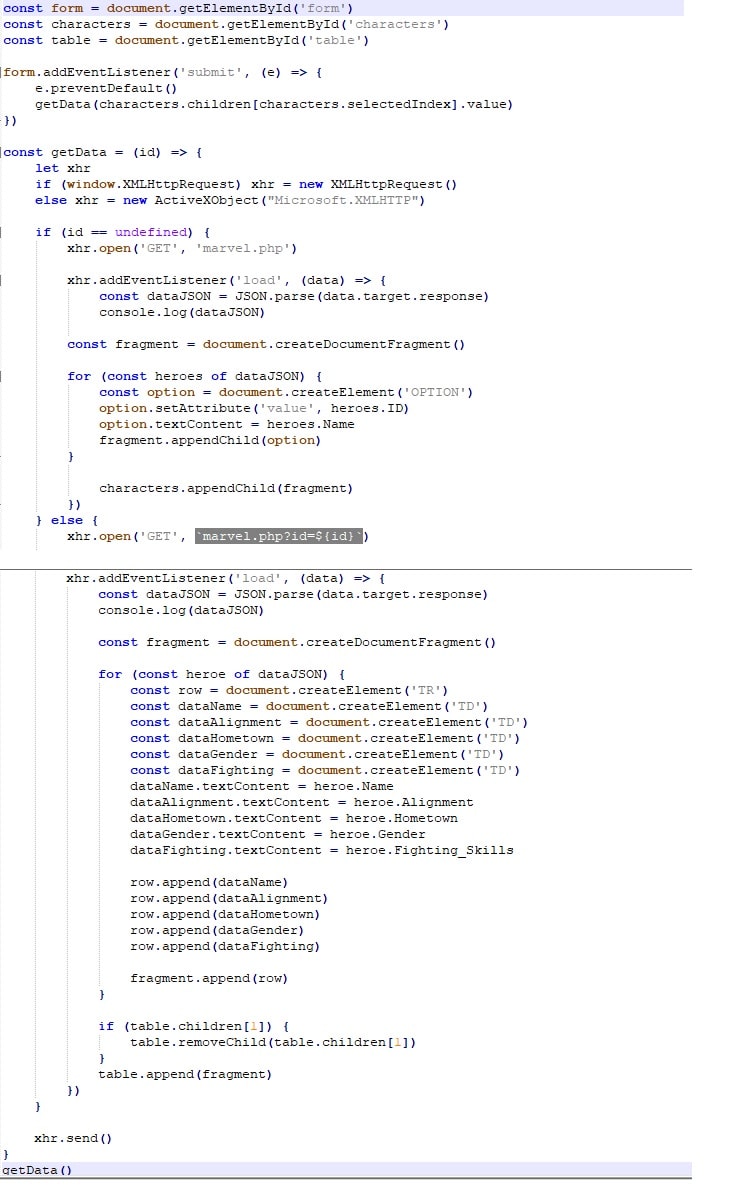 const form = document.getElementById('form')
const characters = document.getElementById('characters')
const table = document.getElementById('table')

form.addEventListener('submit', (e) => {
    e.preventDefault()
    getData(characters.children[characters.selectedIndex].value)
})

const getData = (id) => {
    let xhr
    if (window.XMLHttpRequest) xhr = new XMLHttpRequest()
    else xhr = new ActiveXObject("Microsoft.XMLHTTP")

    if (id == undefined) {
        xhr.open('GET', 'marvel.php')

        xhr.addEventListener('load', (data) => {
            const dataJSON = JSON.parse(data.target.response)
            console.log(dataJSON)

        const fragment = document.createDocumentFragment()

        for (const heroes of dataJSON) {
            const option = document.createElement('OPTION')
            option.setAttribute('value', heroes.ID)
            option.textContent = heroes.Name
            fragment.appendChild(option)
        }

            characters.appendChild(fragment)
        })
    } else {
        xhr.open('GET', `marvel.php?id=${id}`)

        xhr.addEventListener('load', (data) => {
            const dataJSON = JSON.parse(data.target.response)
            console.log(dataJSON)

            const fragment = document.createDocumentFragment()

            for (const heroe of dataJSON) {
                const row = document.createElement('TR')
                const dataName = document.createElement('TD')
                const dataAlignment = document.createElement('TD')
                const dataHometown = document.createElement('TD')
                const dataGender = document.createElement('TD')
                const dataFighting = document.createElement('TD')
                dataName.textContent = heroe.Name
                dataAlignment.textContent = heroe.Alignment
                dataHometown.textContent = heroe.Hometown
                dataGender.textContent = heroe.Gender
                dataFighting.textContent = heroe.Fighting_Skills

                row.append(dataName)
                row.append(dataAlignment)
                row.append(dataHometown)
                row.append(dataGender)
                row.append(dataFighting)

                fragment.append(row)
            }

            if (table.children[1]) {
                table.removeChild(table.children[1])
            }
            table.append(fragment)
        })
    }

    xhr.send()
}
getData()